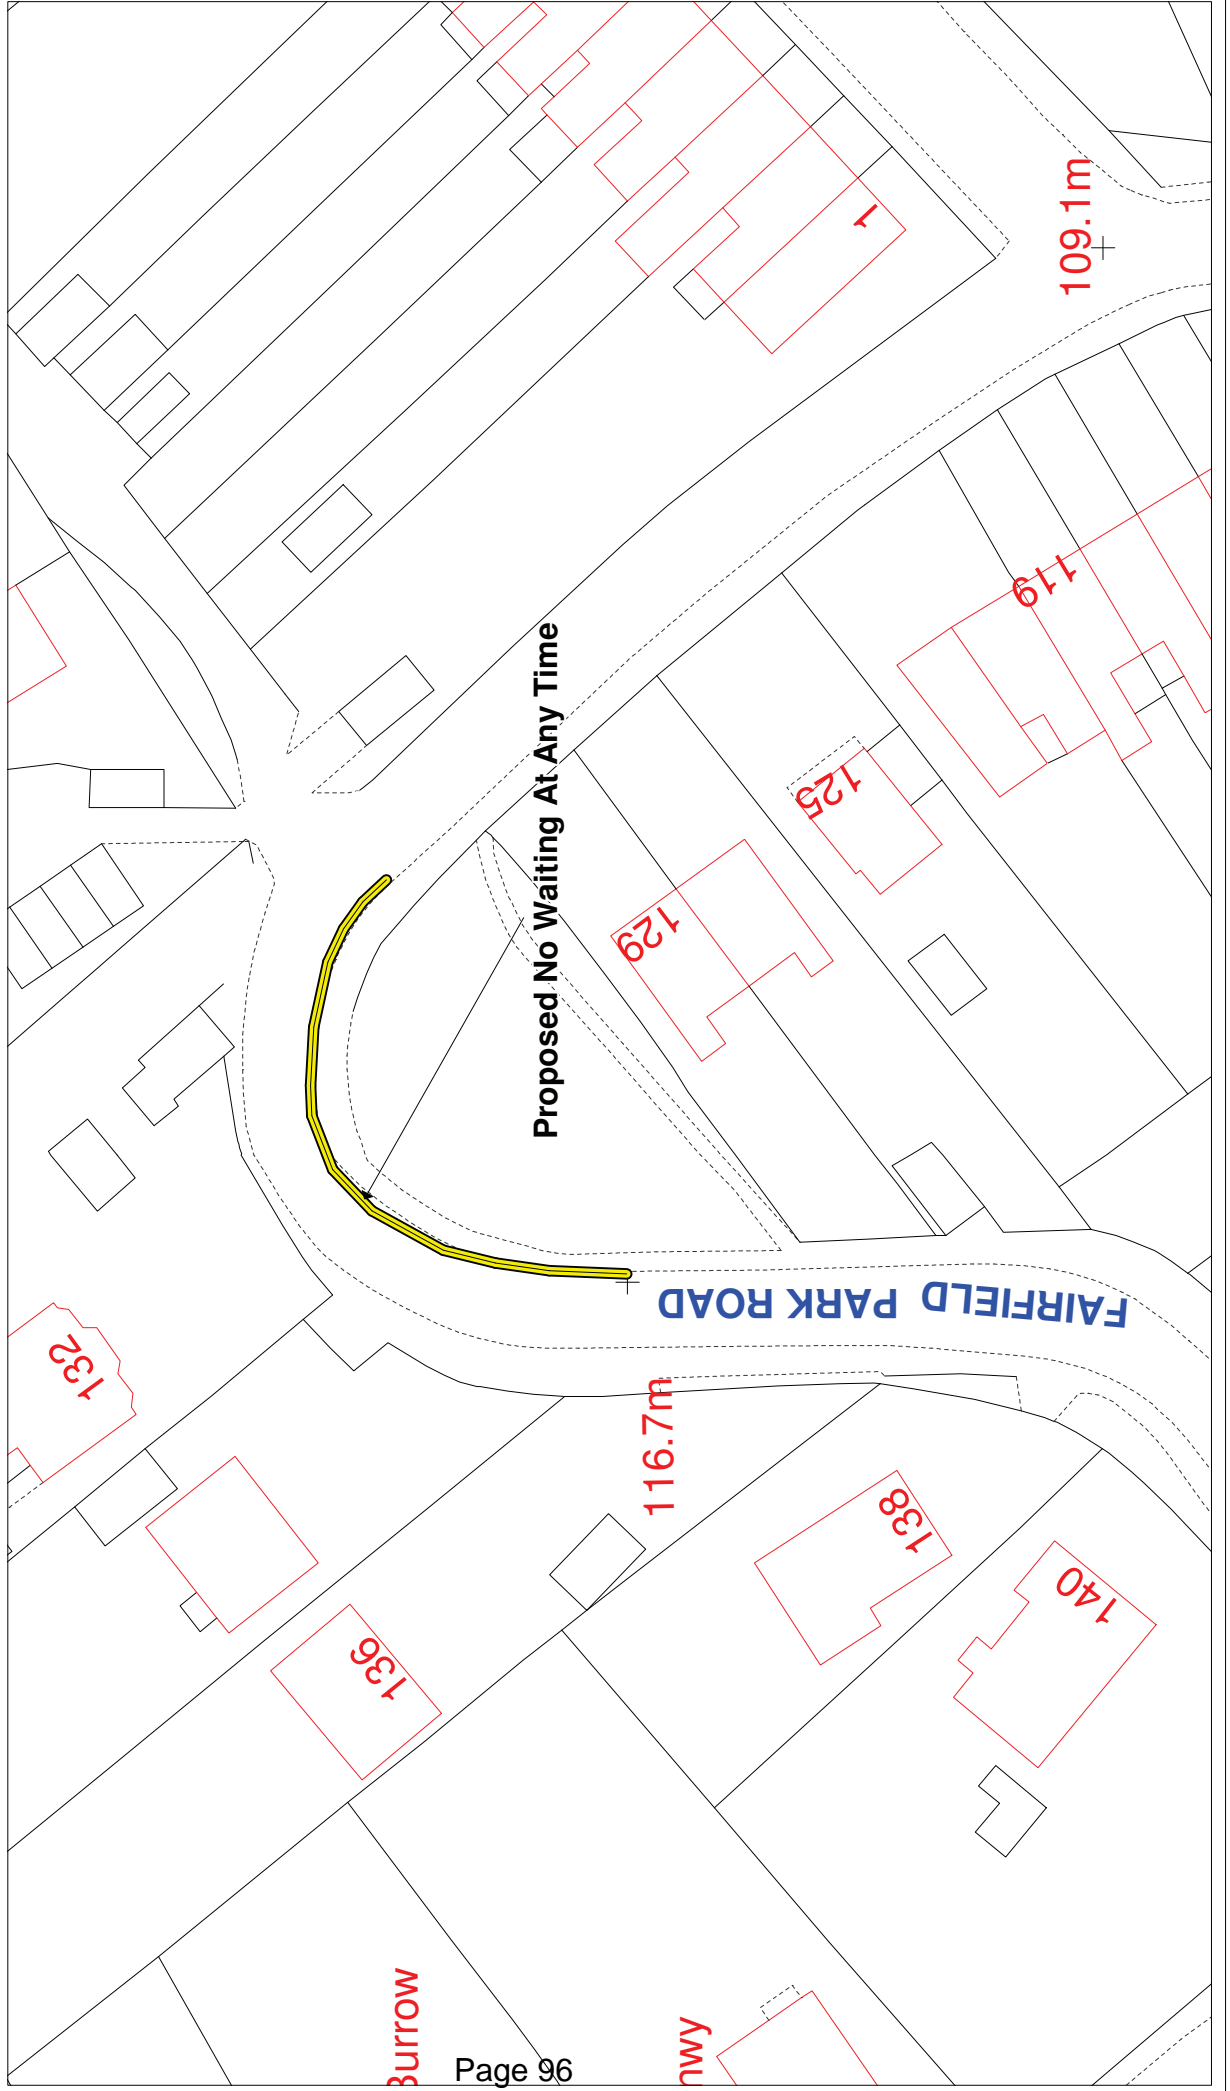 1
109.1m
119
Proposed No Waiting At Any Time
125
129
FAIRFIELD PARK ROAD
132
116.7m
138
140
136
Burrow
nwy
Page 96